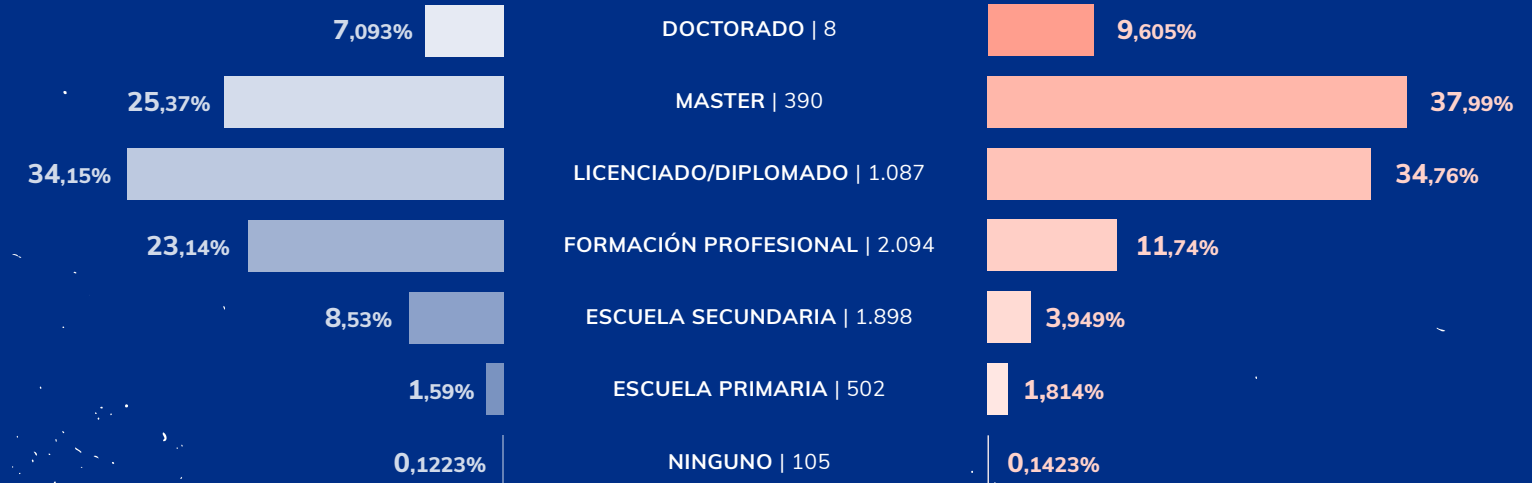 7,093% DOCTORADO | 8 9,605%
25,37% MASTER | 390 37,99%
34,15% LICENCIADO/DIPLOMADO | 1.087 34,76%
23,14% FORMACIÓN PROFESIONAL | 2.094 11,74%
8,53% ESCUELA SECUNDARIA | 1.898 3,949%
1,59% ESCUELA PRIMARIA | 502 1,814%
0,1223% NINGUNO | 105 0,1423%